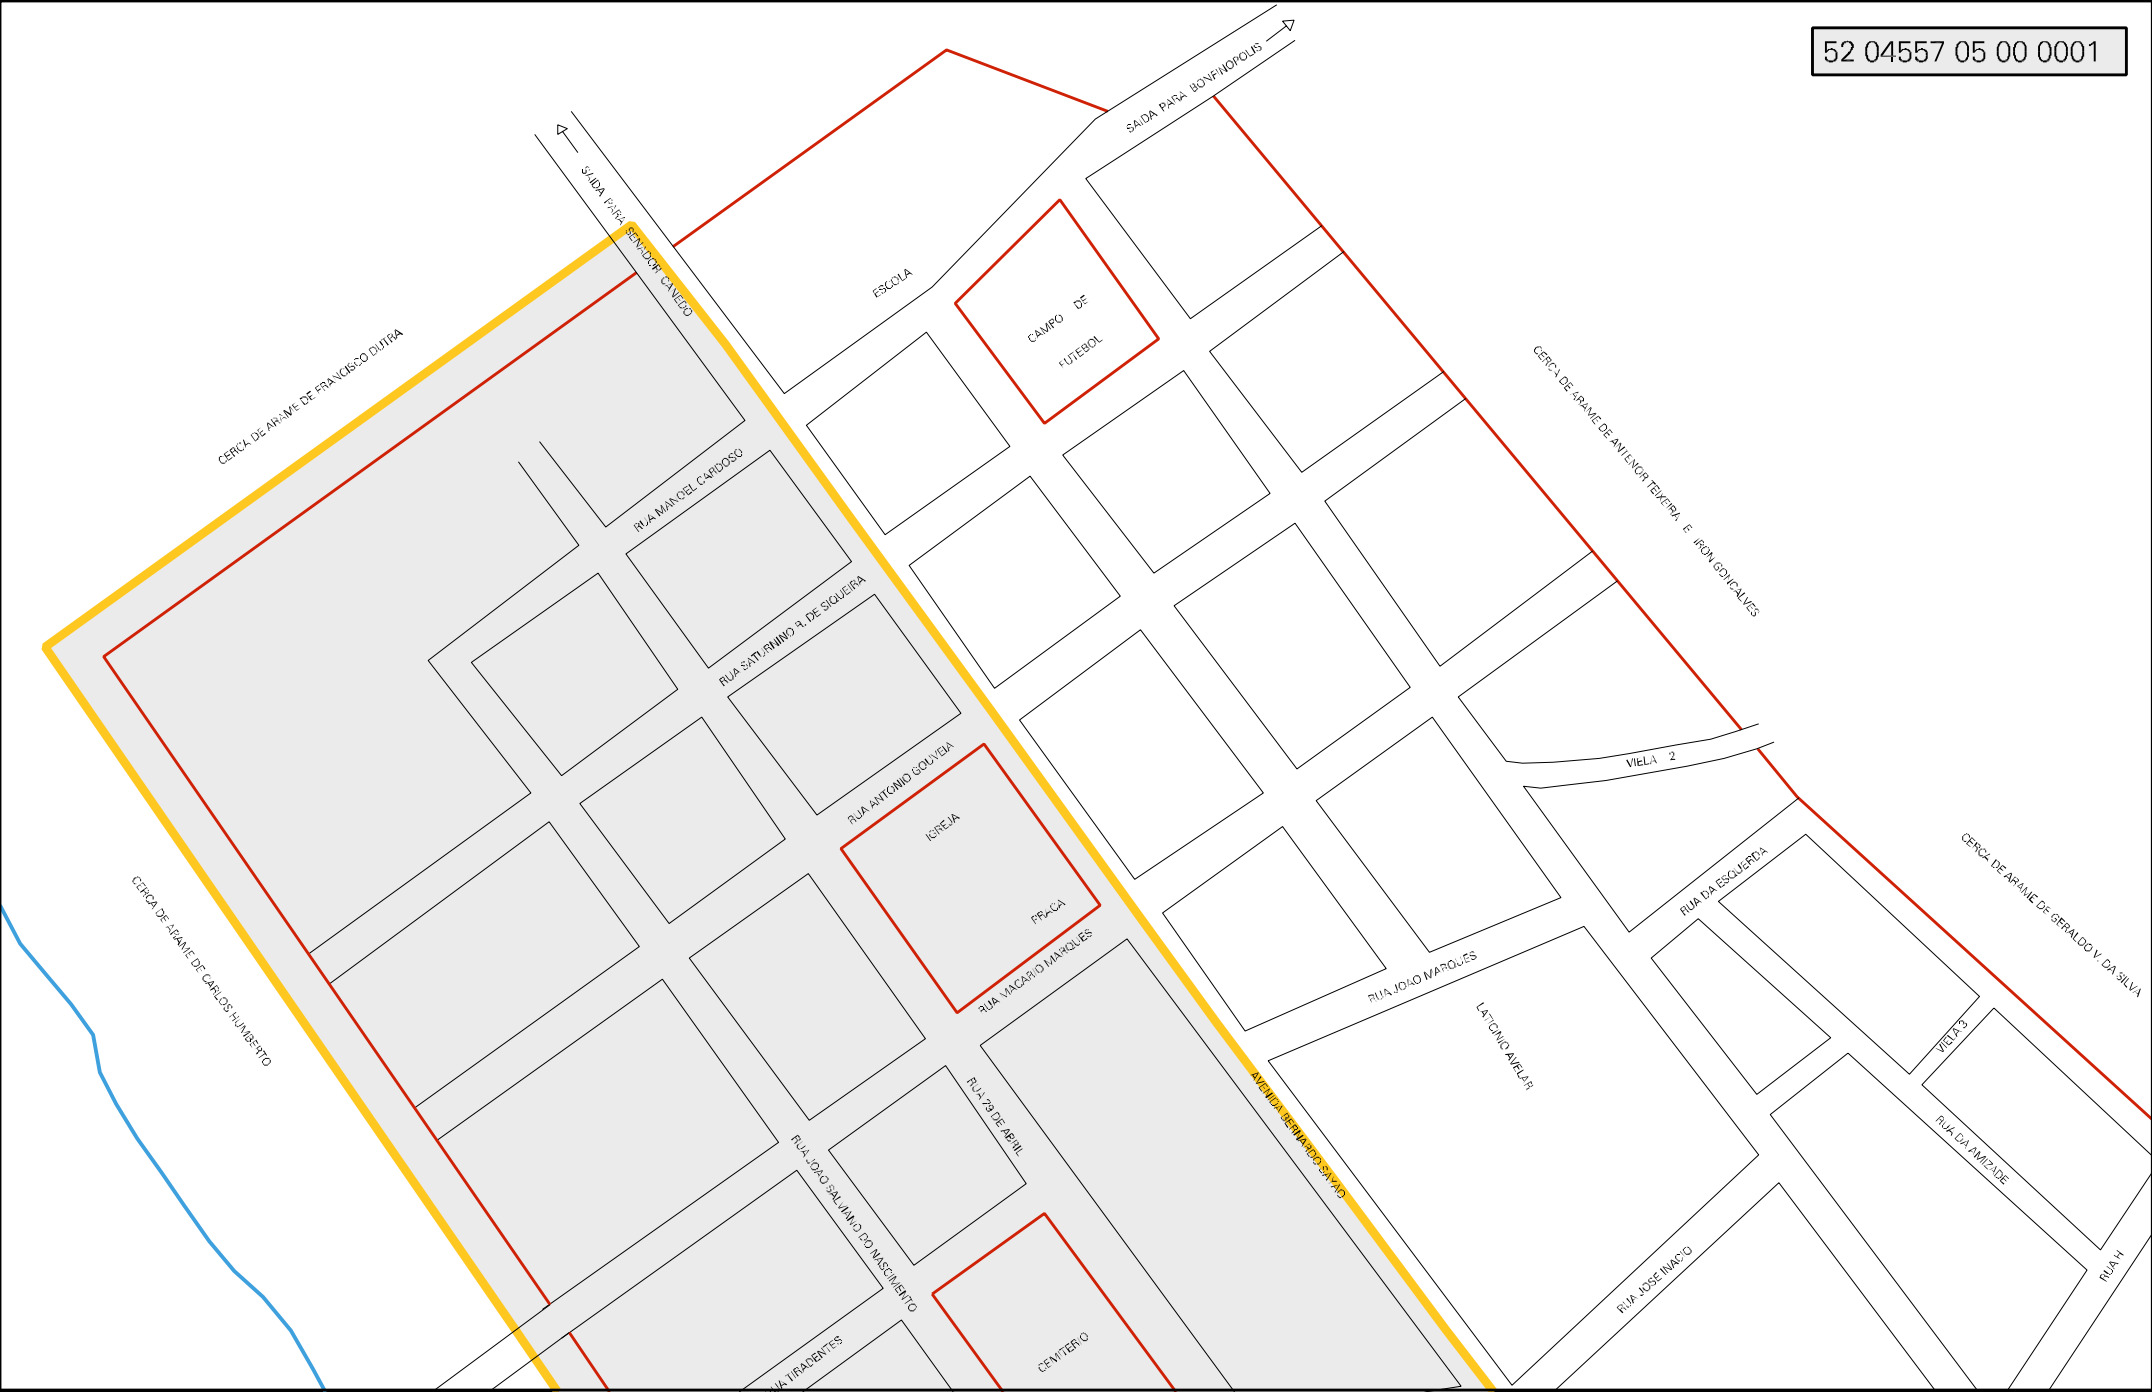 52 04557 05 00 0001
SAIDA PARA BONFINOPOLIS
SAIDA PARA SENADOR CANEDO
ESCOLA
CAMPO DE
FUTEBOL
CERCA DE ARAME DE FRANCISCO DUTRA
CERCA DE ARAME DE ANTENOR TEIXEIRA E IRON GONCALVES
RUA MANOEL CARDOSO
RUA SATURNINO R. DE SIQUEIRA
RUA ANTONIO GOUVEIA
VIELA 2
IGREJA
PRACA
RUA DA ESQUERDA
CERCA DE ARAME DE GERALDO V. DA SILVA
CERCA DE ARAME DE CARLOS HUMBERTO
RUA MACARIO MARQUES
RUA JOAO MARQUES
LATICINIO AVELAR
VIELA 3
RUA 29 DE ABRIL
AVENIDA BERNARDO SAYAO
RUA JOAO SALVIANO DO NASCIMENTO
RUA DA AMIZADE
RUA JOSE INACIO
RUA H
CEMITERIO
UA TIRADENTES